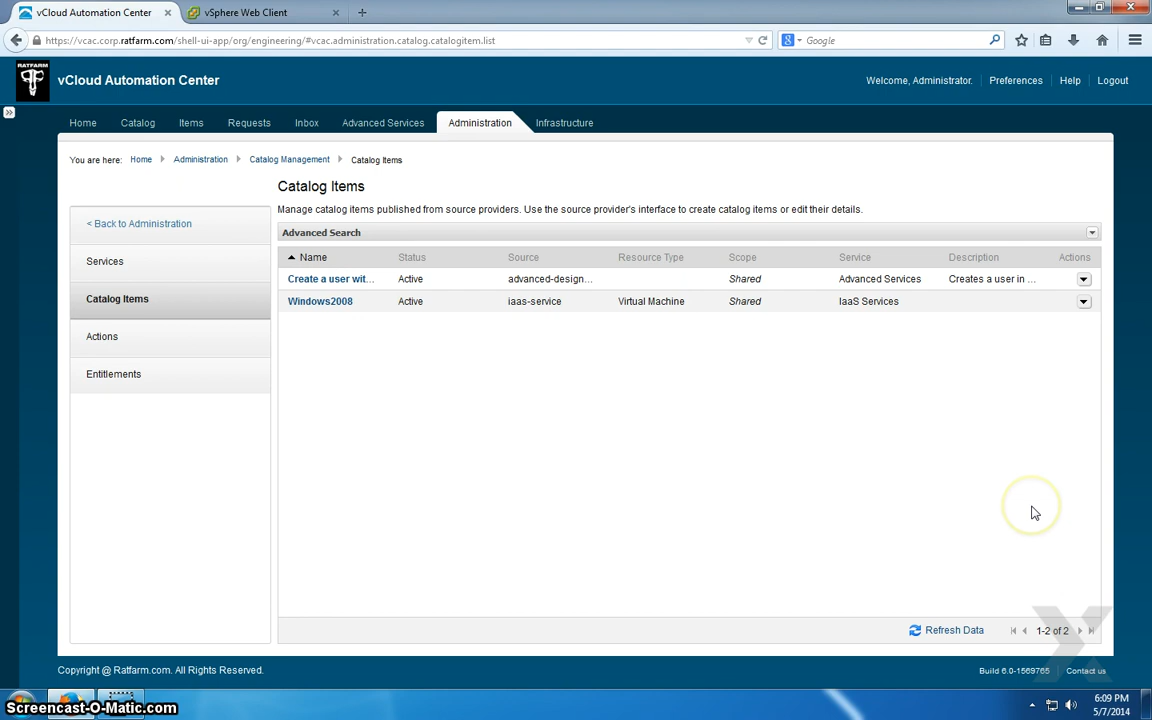 vCloud Automation Center
vSphere Web Client
https://vcac.corp.ratfarm.com/shell-ui-app/org/engineering/#vcac.administration.catalog.catalogitem.list
Google
RATFARM
vCloud Automation Center
Welcome, Administrator. Preferences Help Logout
Home Catalog Items Requests Inbox Advanced Services Administration Infrastructure
You are here: Home Administration Catalog Management Catalog Items
Catalog Items
Manage catalog items published from source providers. Use the source provider's interface to create catalog items or edit their details.
< Back to Administration
Services
Catalog Items
Actions
Entitlements
Advanced Search
Name Status Source Resource Type Scope Service Description Actions
Create a user wit... Active advanced-design... Shared Advanced Services Creates a user in ...
Windows2008 Active iaas-service Virtual Machine Shared IaaS Services
Refresh Data 1-2 of 2
Copyright @ Ratfarm.com. All Rights Reserved.
Build 6.0-1569765 Contact us
Screencast-O-Matic.com
6:09 PM
5/7/2014